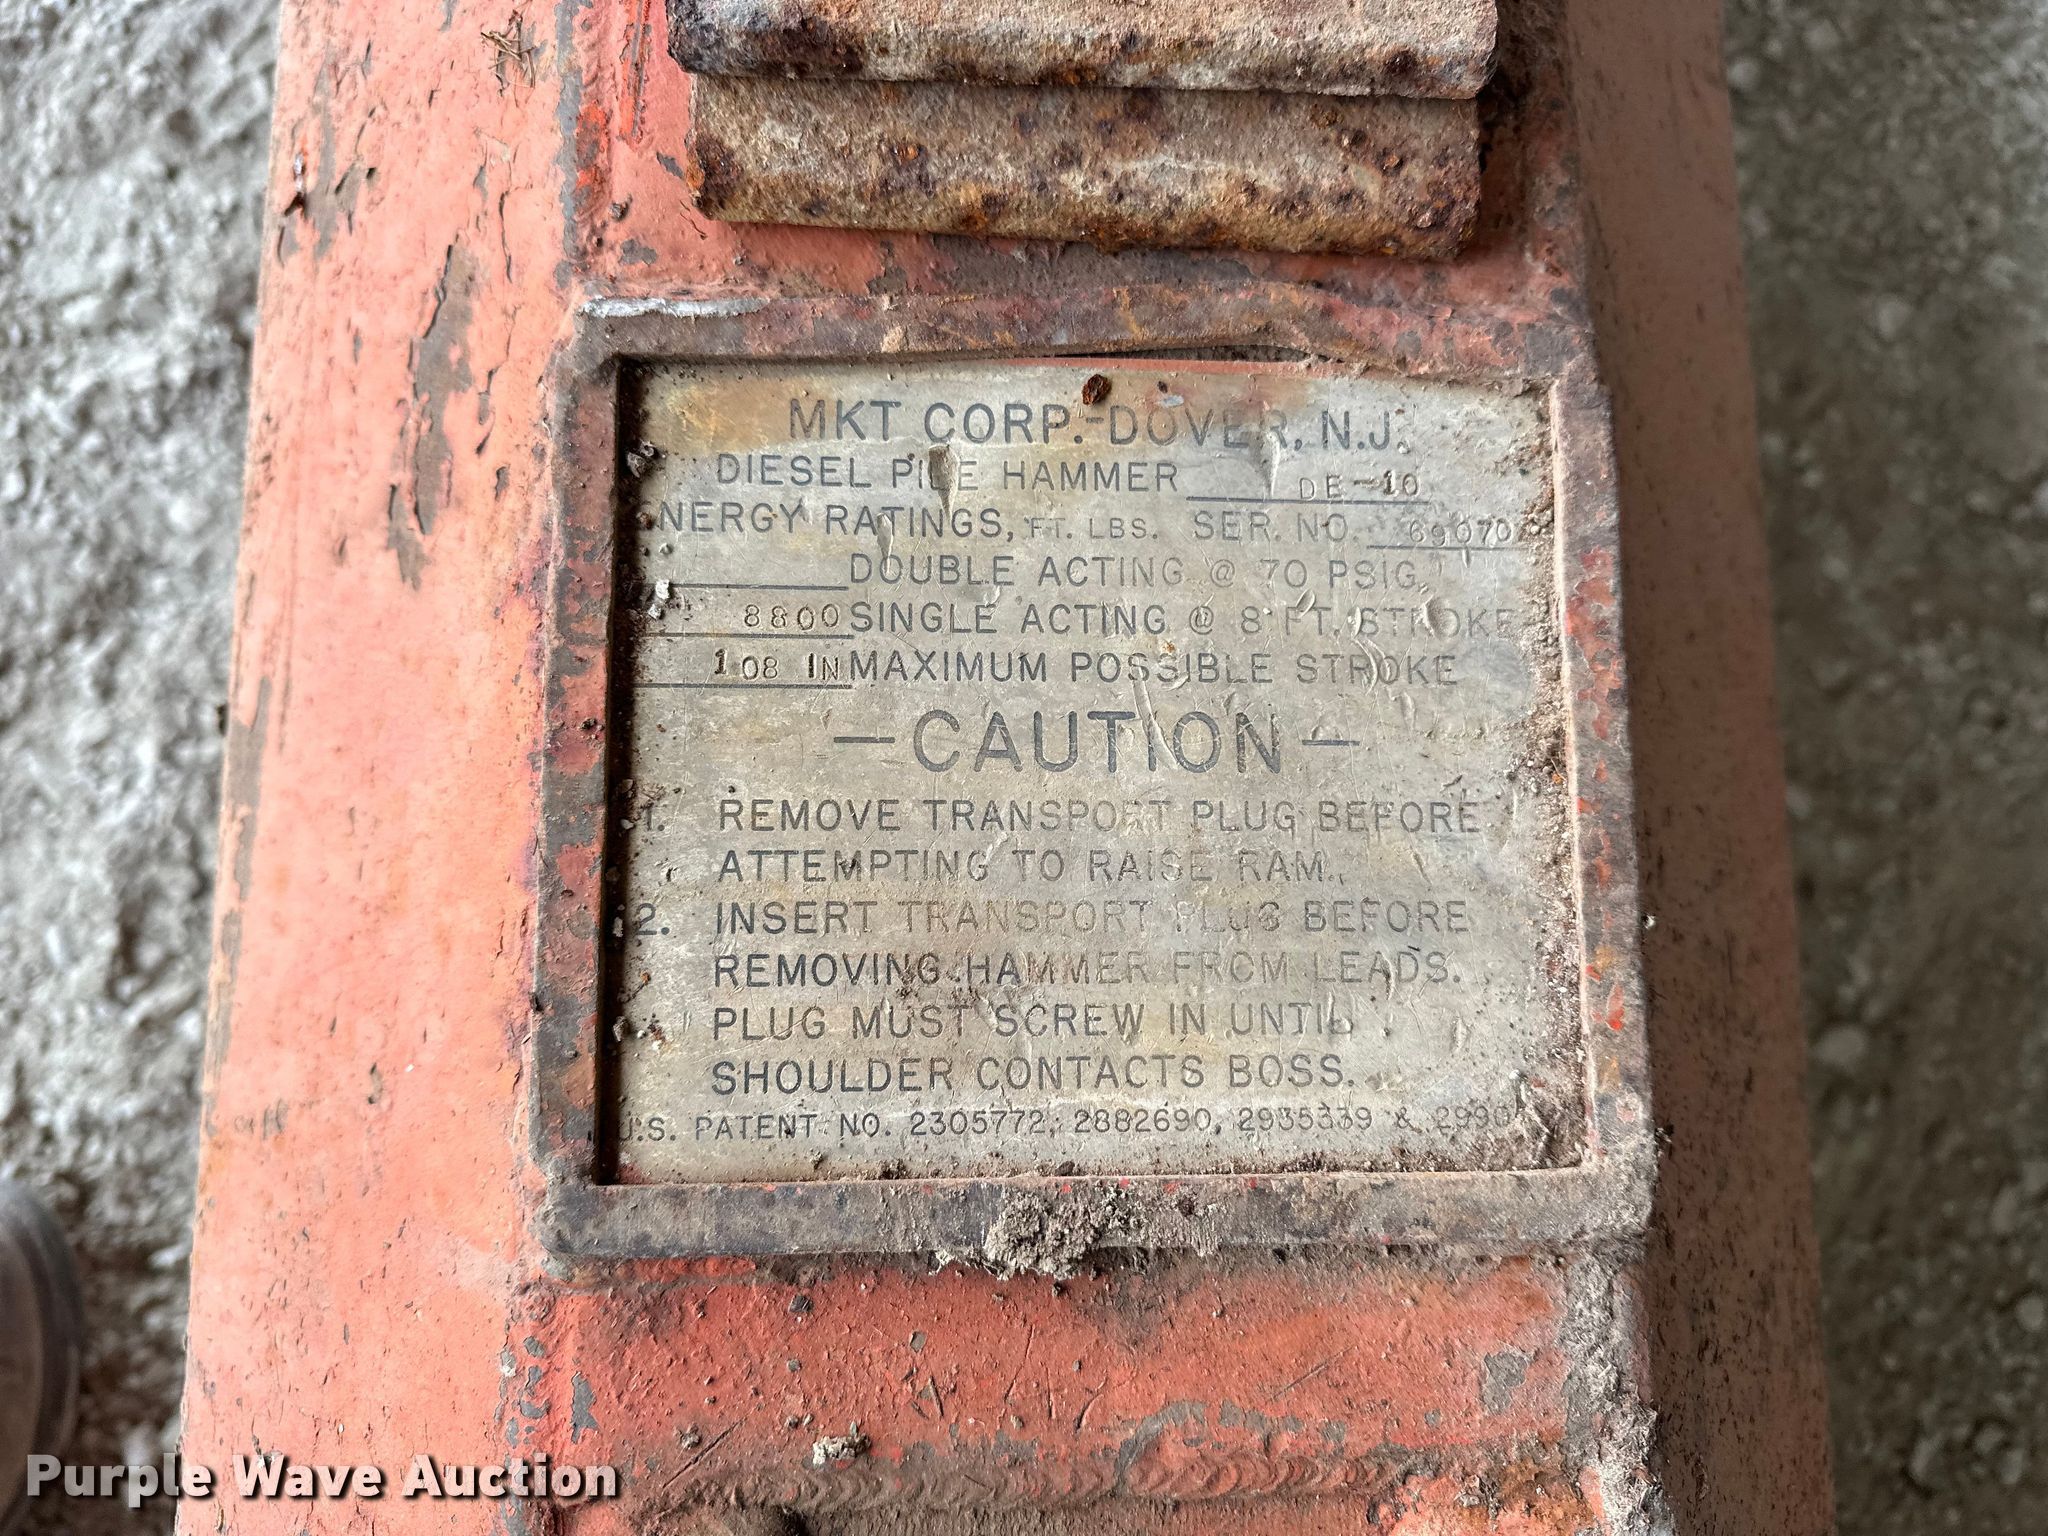 MKT CORP.-DOVER, N.J.
DIESEL PILE HAMMER DE-10
NERGY RATINGS, FT. LBS. SER. NO. 69070
DOUBLE ACTING @ 70 PSIG
8800 SINGLE ACTING @ 8 FT. STROKE
108 IN MAXIMUM POSSIBLE STROKE
—CAUTION—
1. REMOVE TRANSPORT PLUG BEFORE
ATTEMPTING TO RAISE RAM.
2. INSERT TRANSPORT PLUG BEFORE
REMOVING HAMMER FROM LEADS.
* PLUG MUST SCREW IN UNTIL
SHOULDER CONTACTS BOSS.
U.S. PATENT NO. 2305772, 2882690, 2935339 &
Purple Wave Auction